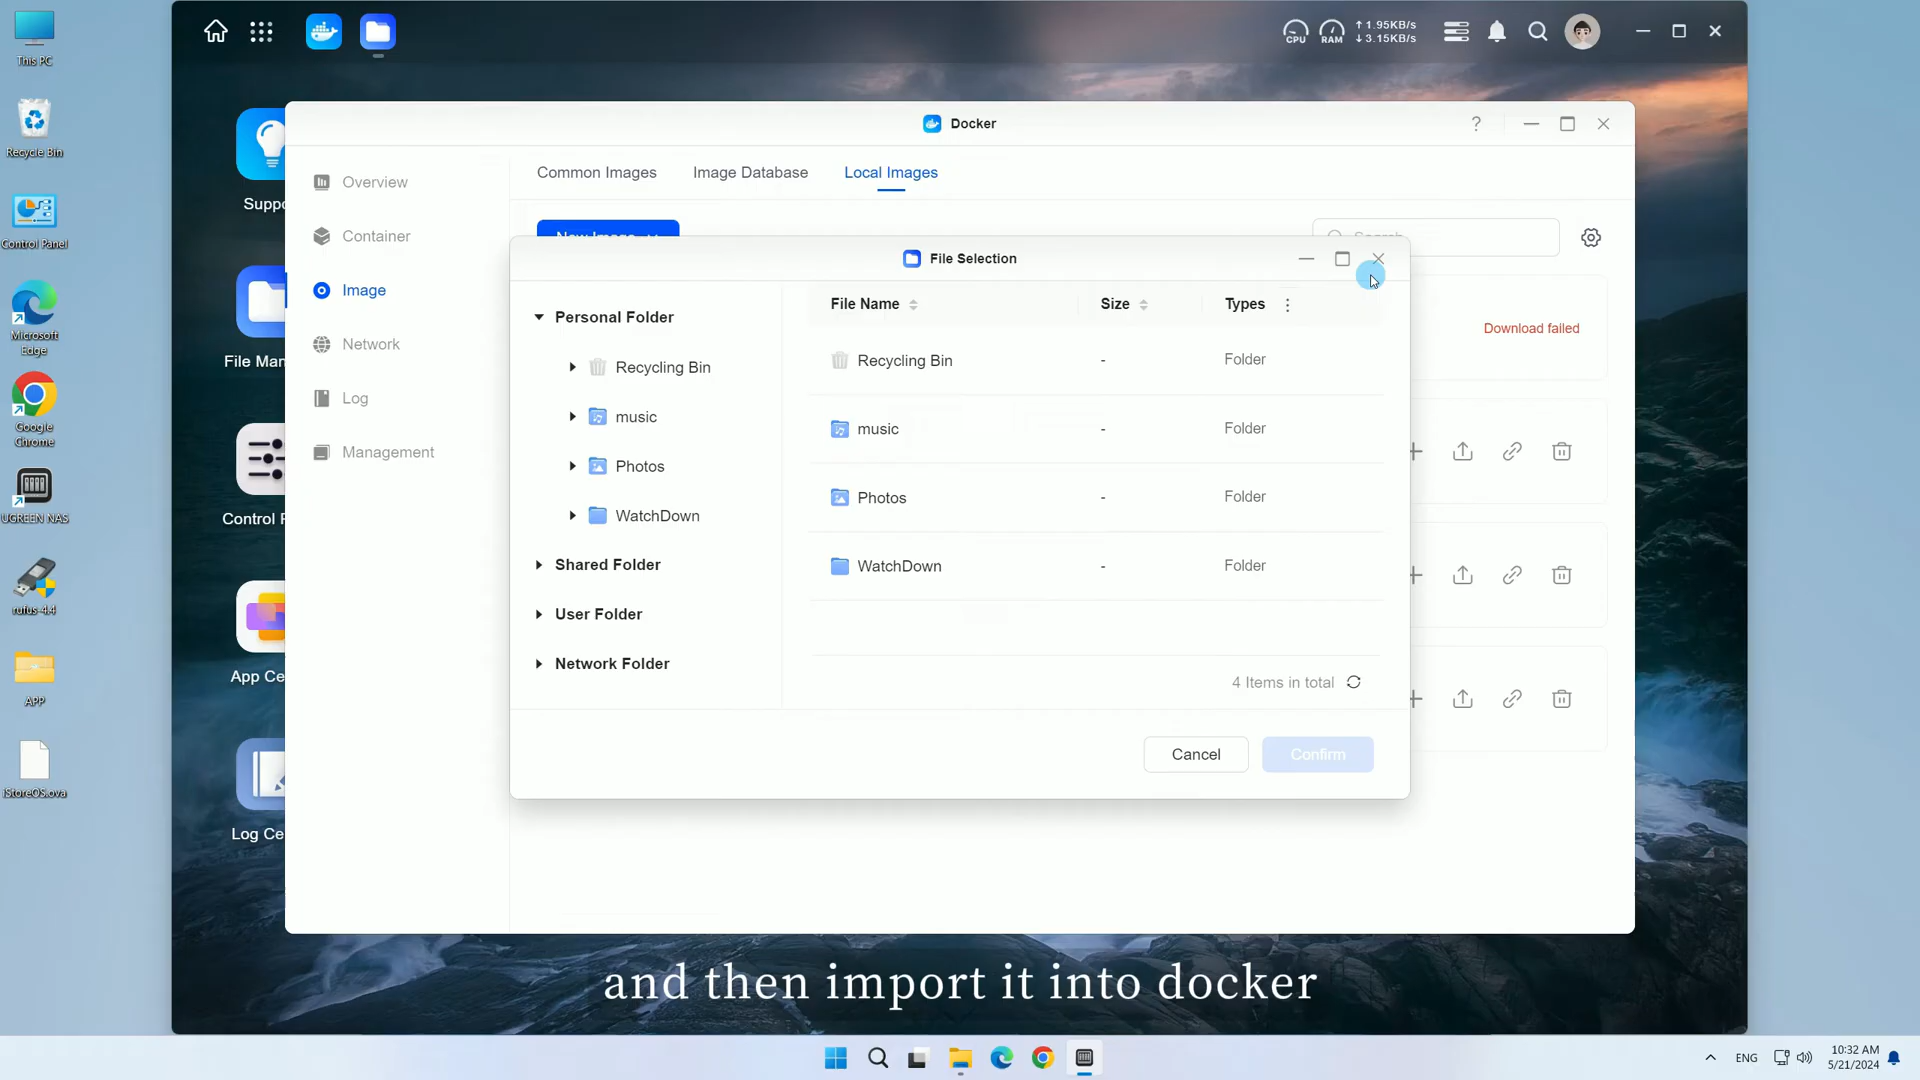 This PC
Recycle Bin
Control Panel
Microsoft
Edge
Google
Chrome
UGREEN NAS
rufus-4.4
APP
iStoreOS.ova
CPU
RAM
↑ 1.95KB/s
↓ 3.15KB/s
Suppo
File Man
Control P
App Ce
Log Ce
Docker
?
Overview
Container
Image
Network
Log
Management
Common Images
Image Database
Local Images
New Image
Search
Download failed
File Selection
Personal Folder
Recycling Bin
music
Photos
WatchDown
Shared Folder
User Folder
Network Folder
File Name
Size
Types
Recycling Bin
-
Folder
music
-
Folder
Photos
-
Folder
WatchDown
-
Folder
4 Items in total
Cancel
Confirm
and then import it into docker
ENG
10:32 AM
5/21/2024